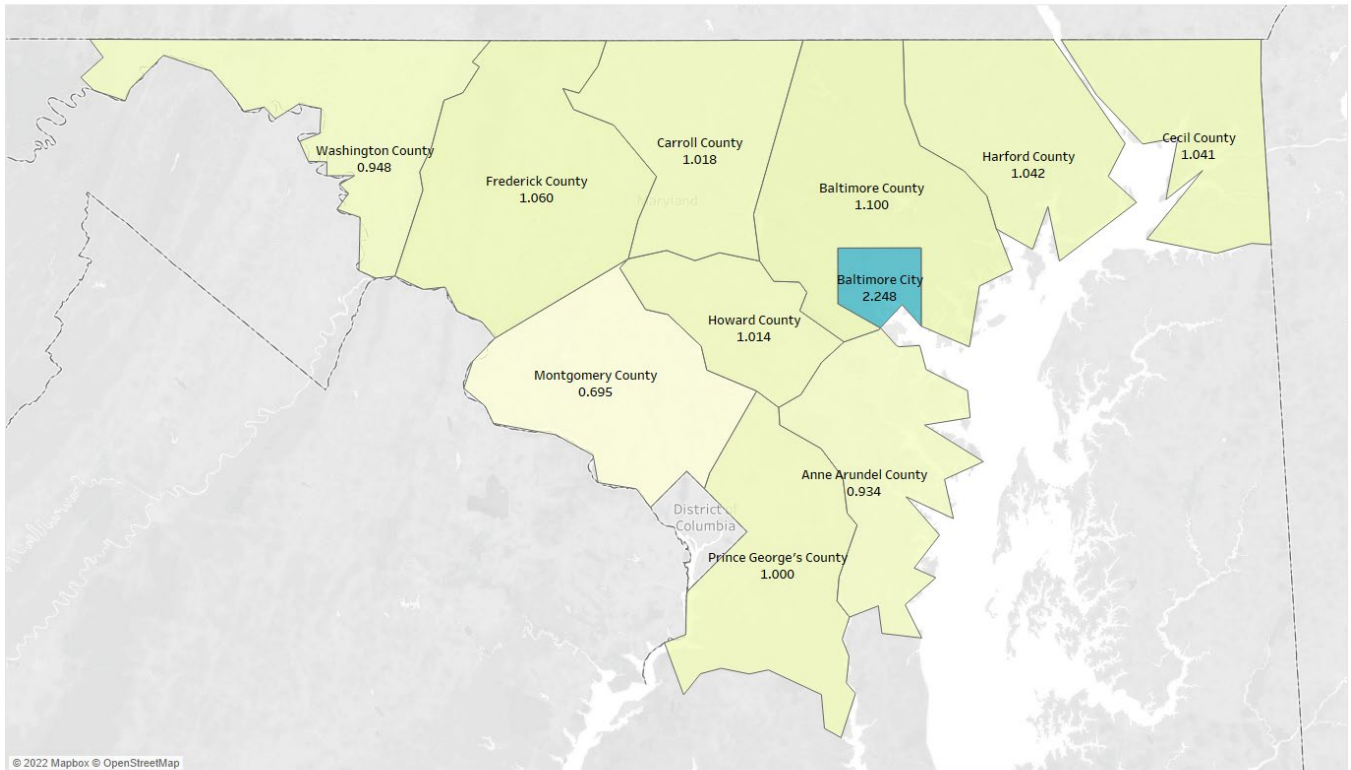 Washington County
0.948
Frederick County
1.060
Carroll County
1.018
Maryland
Baltimore County
1.100
Harford County
1.042
Cecil County
1.041
Baltimore City
2.248
Howard County
1.014
Montgomery County
0.695
Anne Arundel County
0.934
District of
Columbia
Prince George's County
1.000
© 2022 Mapbox © OpenStreetMap